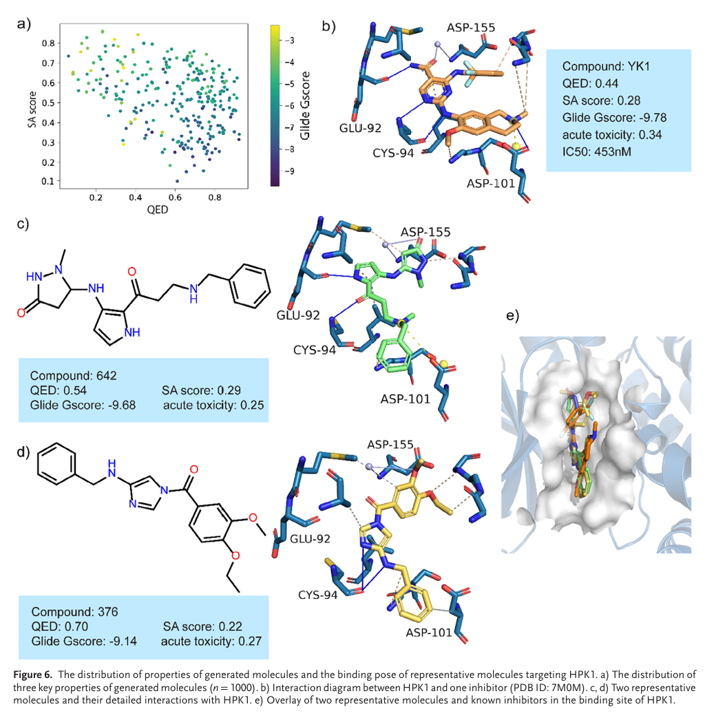 a)
Glide Gscore
SA score
QED
0.9
0.8
0.7
0.6
0.5
0.4
0.3
0.2
0.1
0.2 0.4 0.6 0.8
-3
-4
-5
-6
-7
-8
-9
b)
ASP-155
GLU-92
CYS-94
ASP-101
Compound: YK1
QED: 0.44
SA score: 0.28
Glide Gscore: -9.78
acute toxicity: 0.34
IC50: 453nM
c)
N
HN
NH
O
O
H
N
NH
Compound: 642
QED: 0.54 SA score: 0.29
Glide Gscore: -9.68 acute toxicity: 0.25
ASP-155
GLU-92
CYS-94
ASP-101
d)
H
N
O
N
N
O
O
Compound: 376
QED: 0.70 SA score: 0.22
Glide Gscore: -9.14 acute toxicity: 0.27
ASP-155
GLU-92
CYS-94
ASP-101
e)
Figure 6. The distribution of properties of generated molecules and the binding pose of representative molecules targeting HPK1. a) The distribution of
three key properties of generated molecules (n = 1000). b) Interaction diagram between HPK1 and one inhibitor (PDB ID: 7M0M). c, d) Two representative
molecules and their detailed interactions with HPK1. e) Overlay of two representative molecules and known inhibitors in the binding site of HPK1.